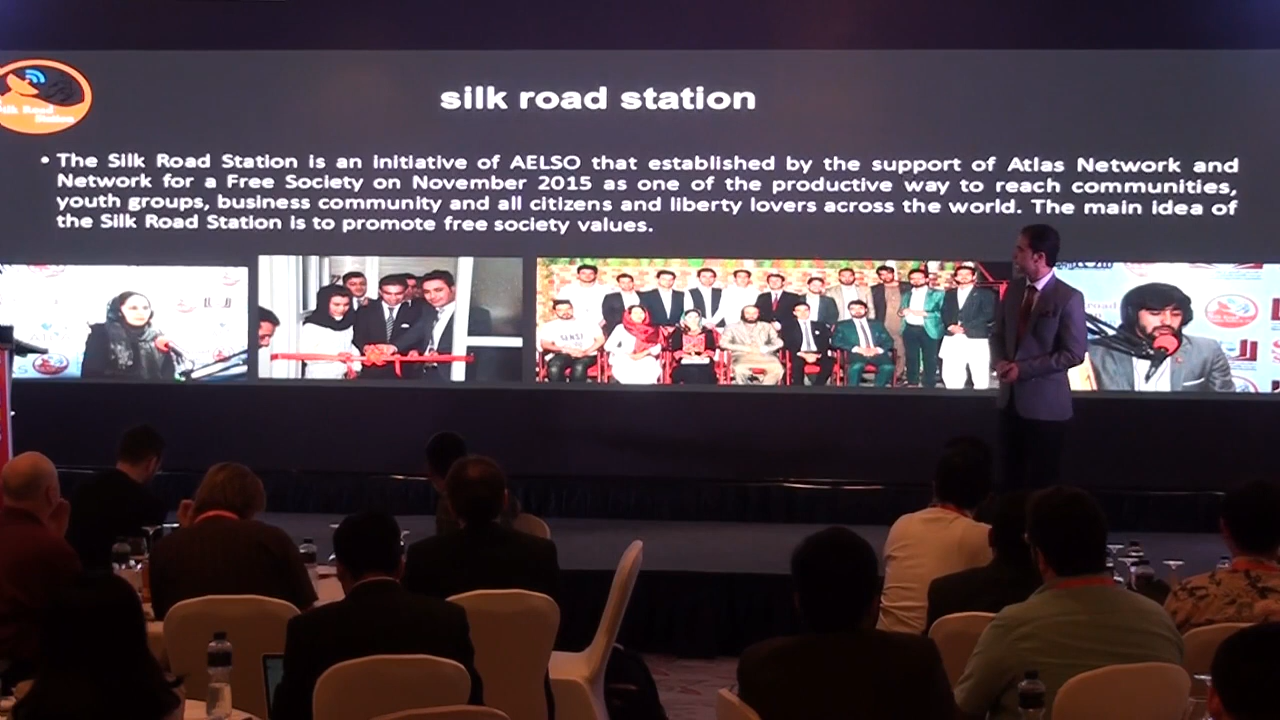 silk road station
• The Silk Road Station is an initiative of AELSO that established by the support of Atlas Network and
Network for a Free Society on November 2015 as one of the productive way to reach communities,
youth groups, business community and all citizens and liberty lovers across the world. The main idea of
the Silk Road Station is to promote free society values.
Silk Road
Station